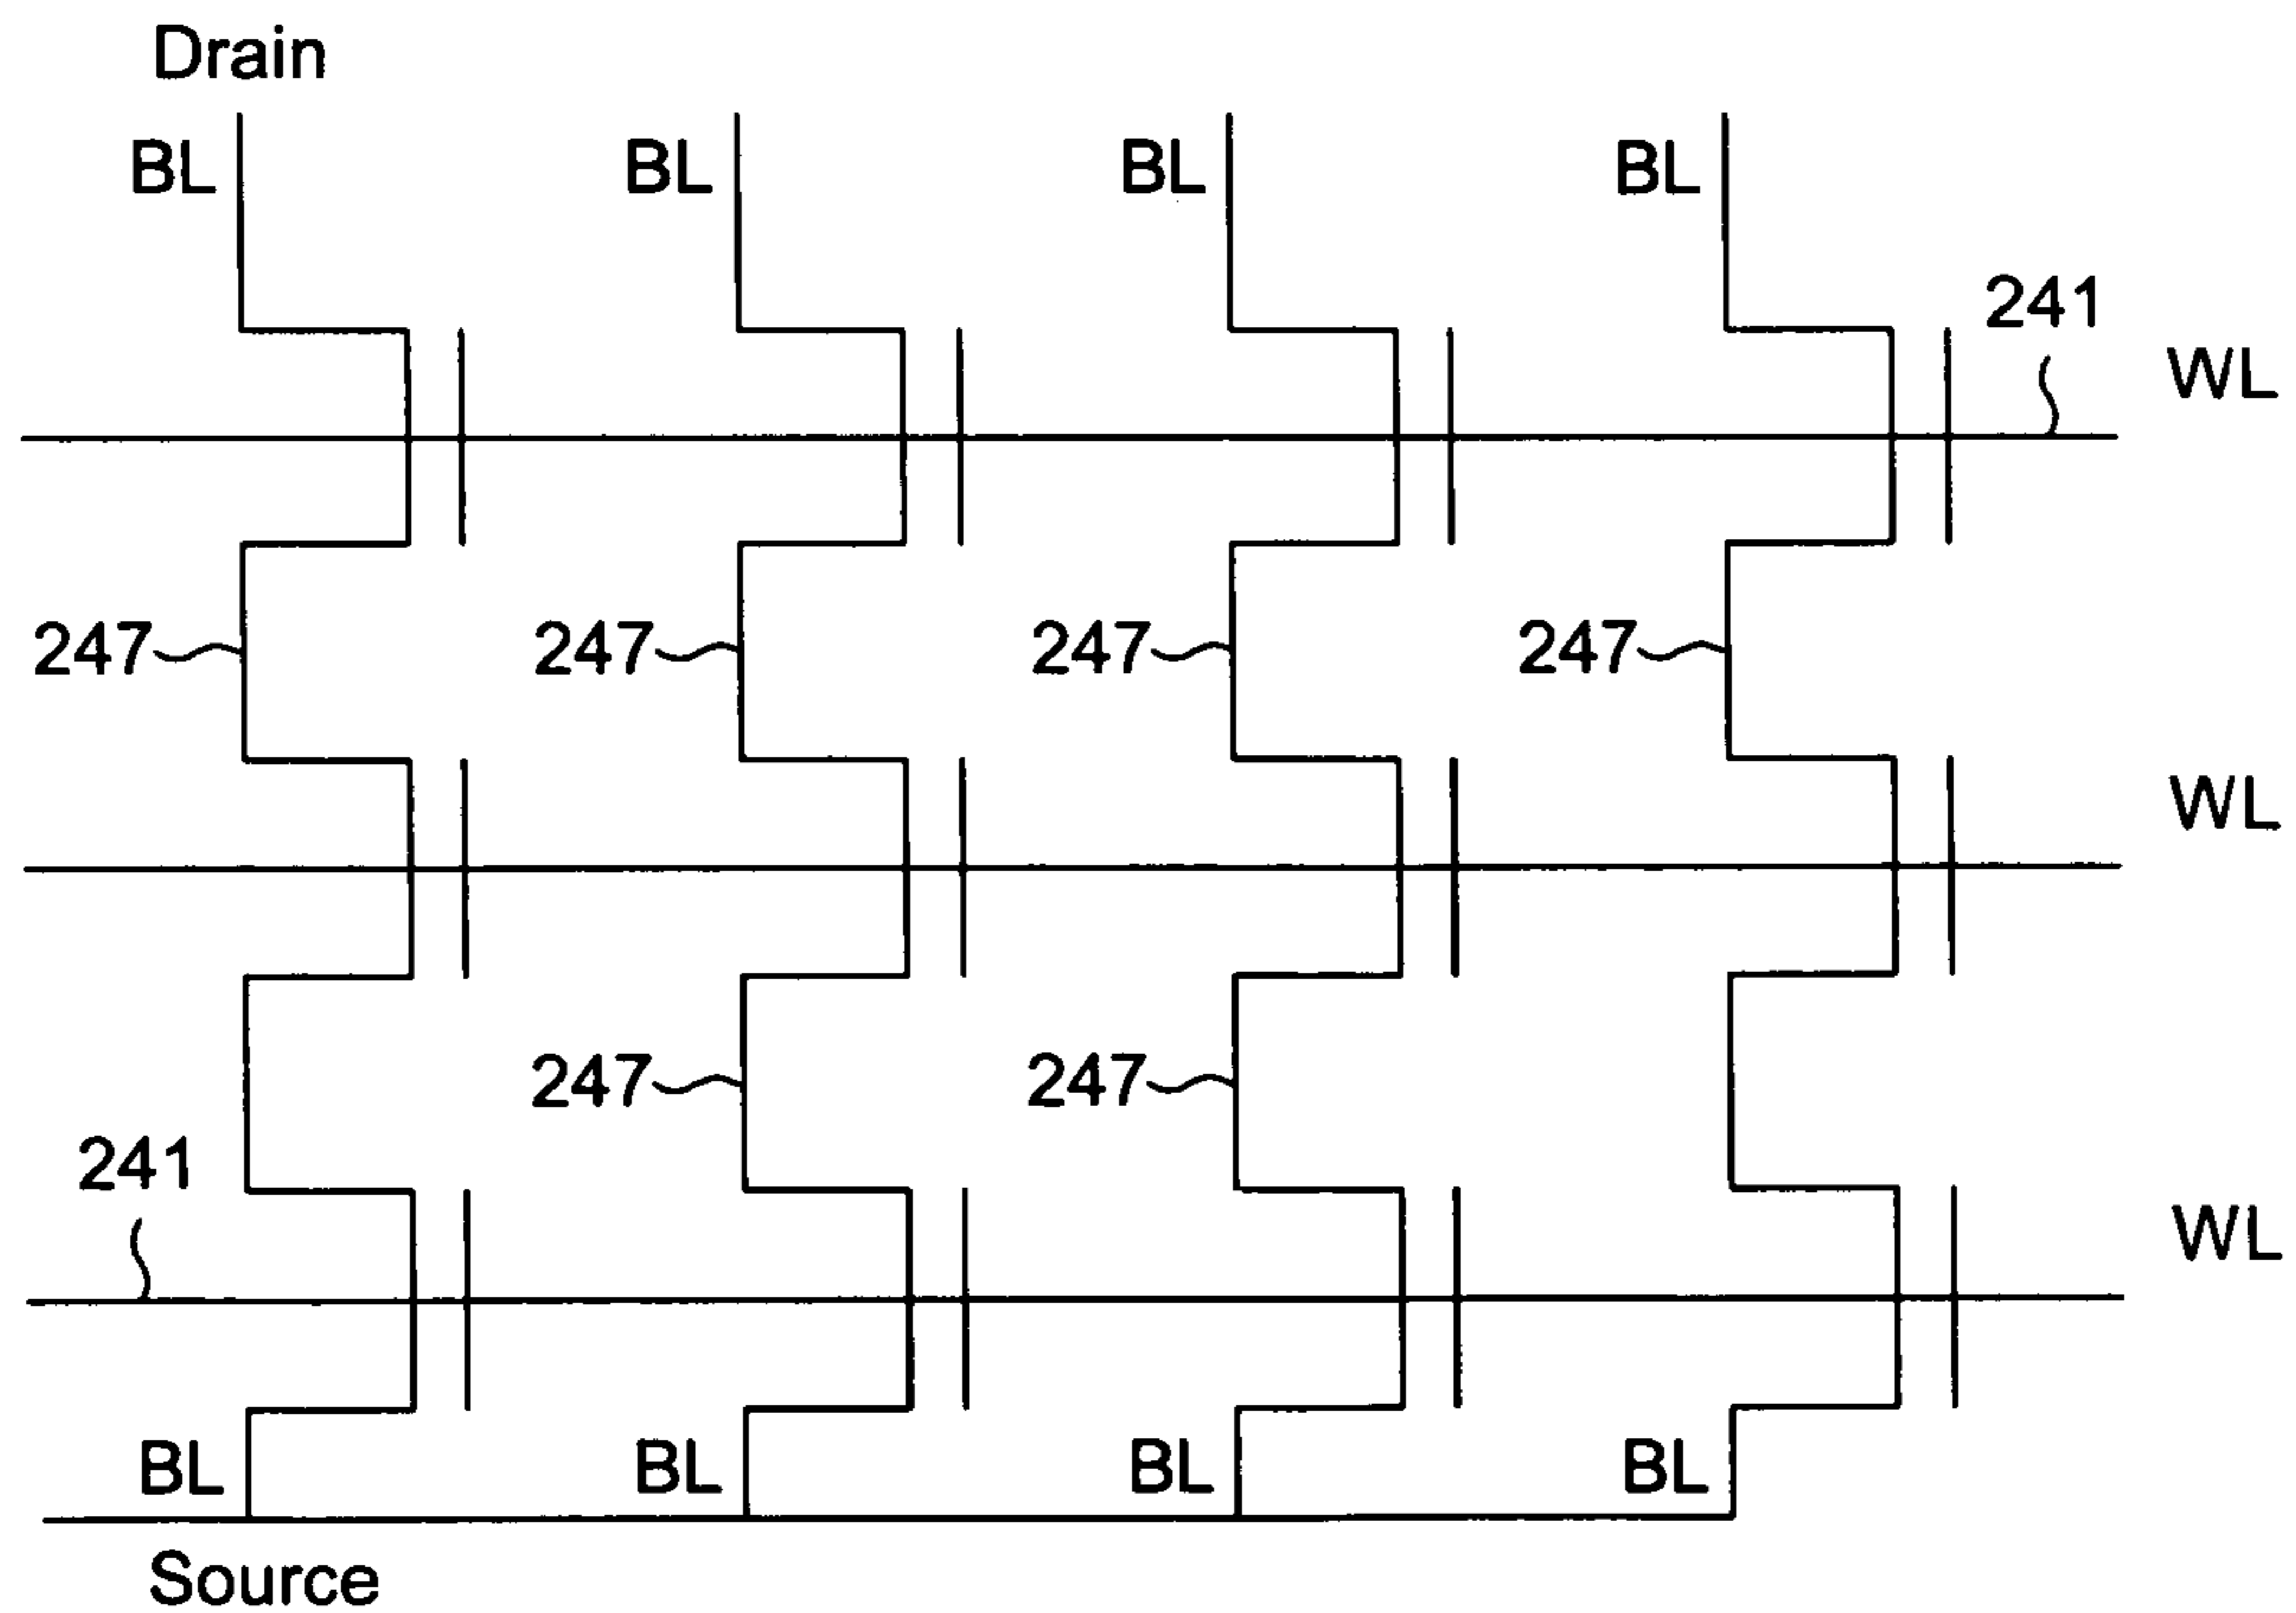 Drain
BL BL BL BL
241
WL
247 247 247 247
WL
247 247
241
WL
BL BL BL BL
Source